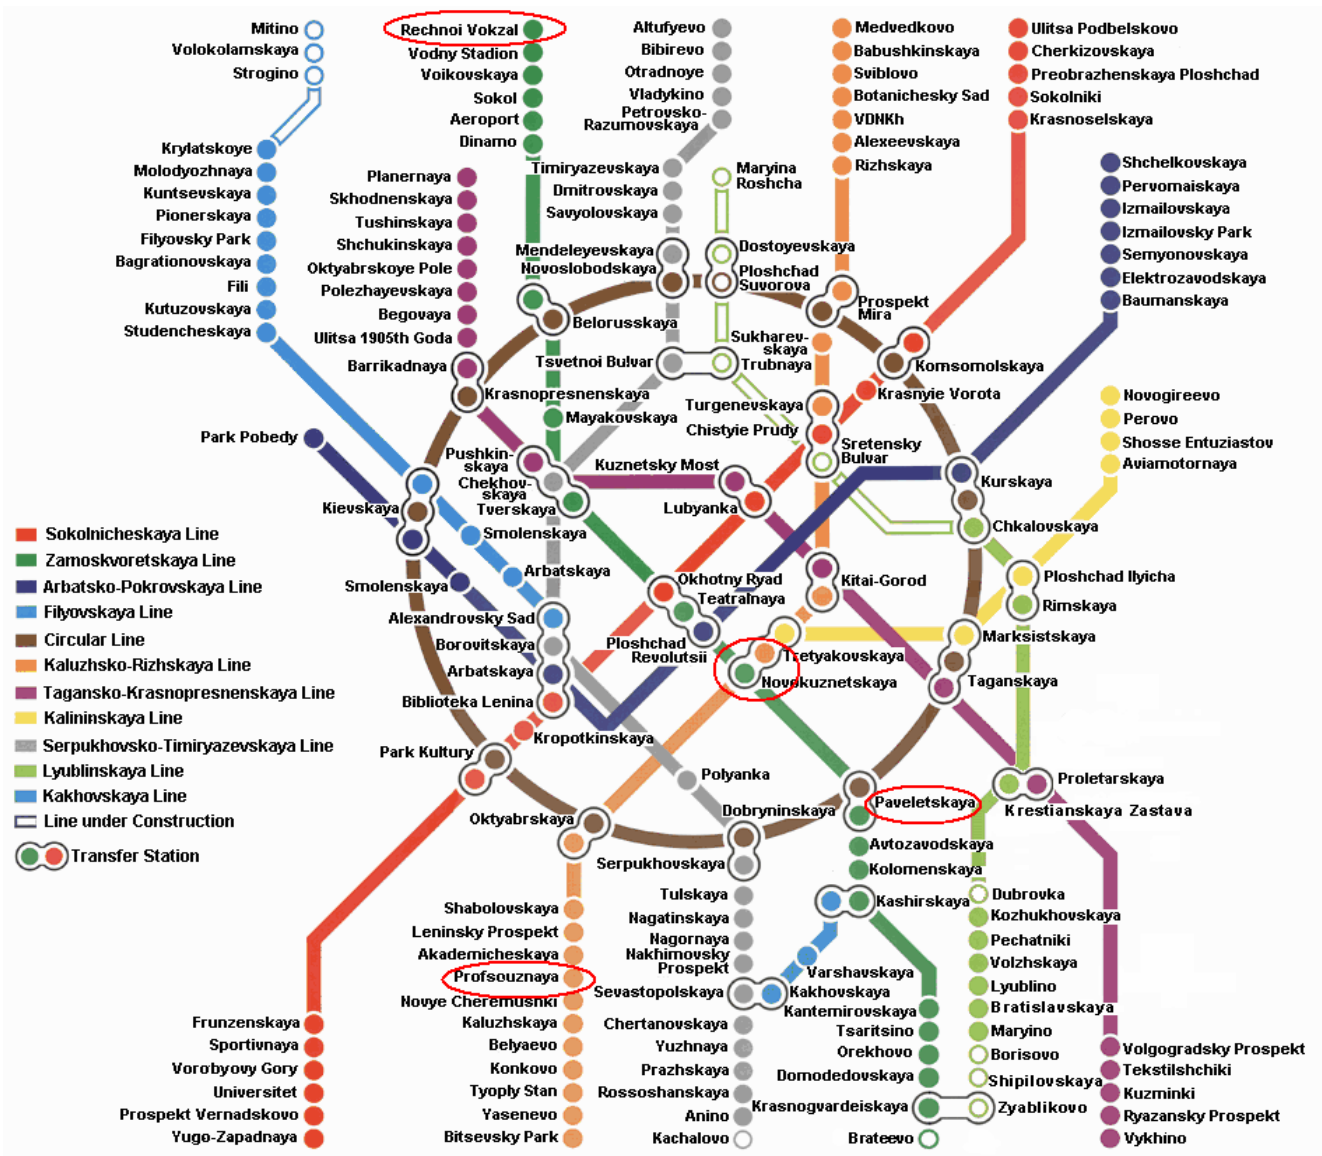 Mitino
Volokolamskaya
Strogino
Krylatskoye
Molodyozhnaya
Kuntsevskaya
Pionerskaya
Filyovsky Park
Bagrationovskaya
Fili
Kutuzovskaya
Studencheskaya
Park Pobedy
Rechnoi Vokzal
Vodny Stadion
Voikovskaya
Sokol
Aeroport
Dinamo
Planernaya
Skhodnenskaya
Tushinskaya
Shchukinskaya
Oktyabrskoye Pole
Polezhayevskaya
Begovaya
Ulitsa 1905th Goda
Barrikadnaya
Krasnopresnenskaya
Altufyevo
Bibirevo
Otradnoye
Vladykino
Petrovsko-
Razumovskaya
Timiryazevskaya
Dmitrovskaya
Savyolovskaya
Mendeleyevskaya
Novoslobodskaya
Belorusskaya
Tsvetnoi Bulvar
Mayakovskaya
Maryina
Roshcha
Dostoyevskaya
Ploshchad
Suvorova
Trubnaya
Medvedkovo
Babushkinskaya
Sviblovo
Botanichesky Sad
VDNKh
Alexeevskaya
Rizhskaya
Prospekt
Mira
Sukharev-
skaya
Turgenevskaya
Chistyie Prudy
Sretensky
Bulvar
Ulitsa Podbelskovo
Cherkizovskaya
Preobrazhenskaya Ploshchad
Sokolniki
Krasnoselskaya
Komsomolskaya
Krasnyie Vorota
Shchelkovskaya
Pervomaiskaya
Izmailovskaya
Izmailovsky Park
Semyonovskaya
Elektrozavodskaya
Baumanskaya
Kurskaya
Chkalovskaya
Novogireevo
Perovo
Shosse Entuziastov
Aviamotornaya
Ploshchad Ilyicha
Rimskaya
Marksistskaya
Taganskaya
Pushkin-
skaya
Chekhov-
skaya
Tverskaya
Kuznetsky Most
Lubyanka
Kitai-Gorod
Kievskaya
Smolenskaya
Arbatskaya
Smolenskaya
Alexandrovsky Sad
Borovitskaya
Arbatskaya
Biblioteka Lenina
Kropotkinskaya
Park Kultury
Okhotny Ryad
Teatralnaya
Ploshchad
Revolutsii
Tretyakovskaya
Novokuznetskaya
Polyanka
Oktyabrskaya
Dobryninskaya
Serpukhovskaya
Paveletskaya
Avtozavodskaya
Kolomenskaya
Kashirskaya
Varshavskaya
Kakhovskaya
Kantemirovskaya
Tsaritsino
Orekhovo
Domodedovskaya
Krasnogvardeiskaya
Zyablikovo
Brateevo
Proletarskaya
Krestianskaya Zastava
Dubrovka
Kozhukhovskaya
Pechatniki
Volzhskaya
Lyublino
Bratislavskaya
Maryino
Borisovo
Shipilovskaya
Volgogradsky Prospekt
Tekstilshchiki
Kuzminki
Ryazansky Prospekt
Vykhino
Tulskaya
Nagatinskaya
Nagornaya
Nakhimovsky
Prospekt
Sevastopolskaya
Chertanovskaya
Yuzhnaya
Prazhskaya
Rossoshanskaya
Anino
Kachalovo
Shabolovskaya
Leninsky Prospekt
Akademicheskaya
Profsouznaya
Novye Cheremushki
Kaluzhskaya
Belyaevo
Konkovo
Tyoply Stan
Yasenevo
Bitsevsky Park
Frunzenskaya
Sportivnaya
Vorobyovy Gory
Universitet
Prospekt Vernadskovo
Yugo-Zapadnaya
Sokolnicheskaya Line
Zamoskvoretskaya Line
Arbatsko-Pokrovskaya Line
Filyovskaya Line
Circular Line
Kaluzhsko-Rizhskaya Line
Tagansko-Krasnopresnenskaya Line
Kalininskaya Line
Serpukhovsko-Timiryazevskaya Line
Lyublinskaya Line
Kakhovskaya Line
Line under Construction
Transfer Station